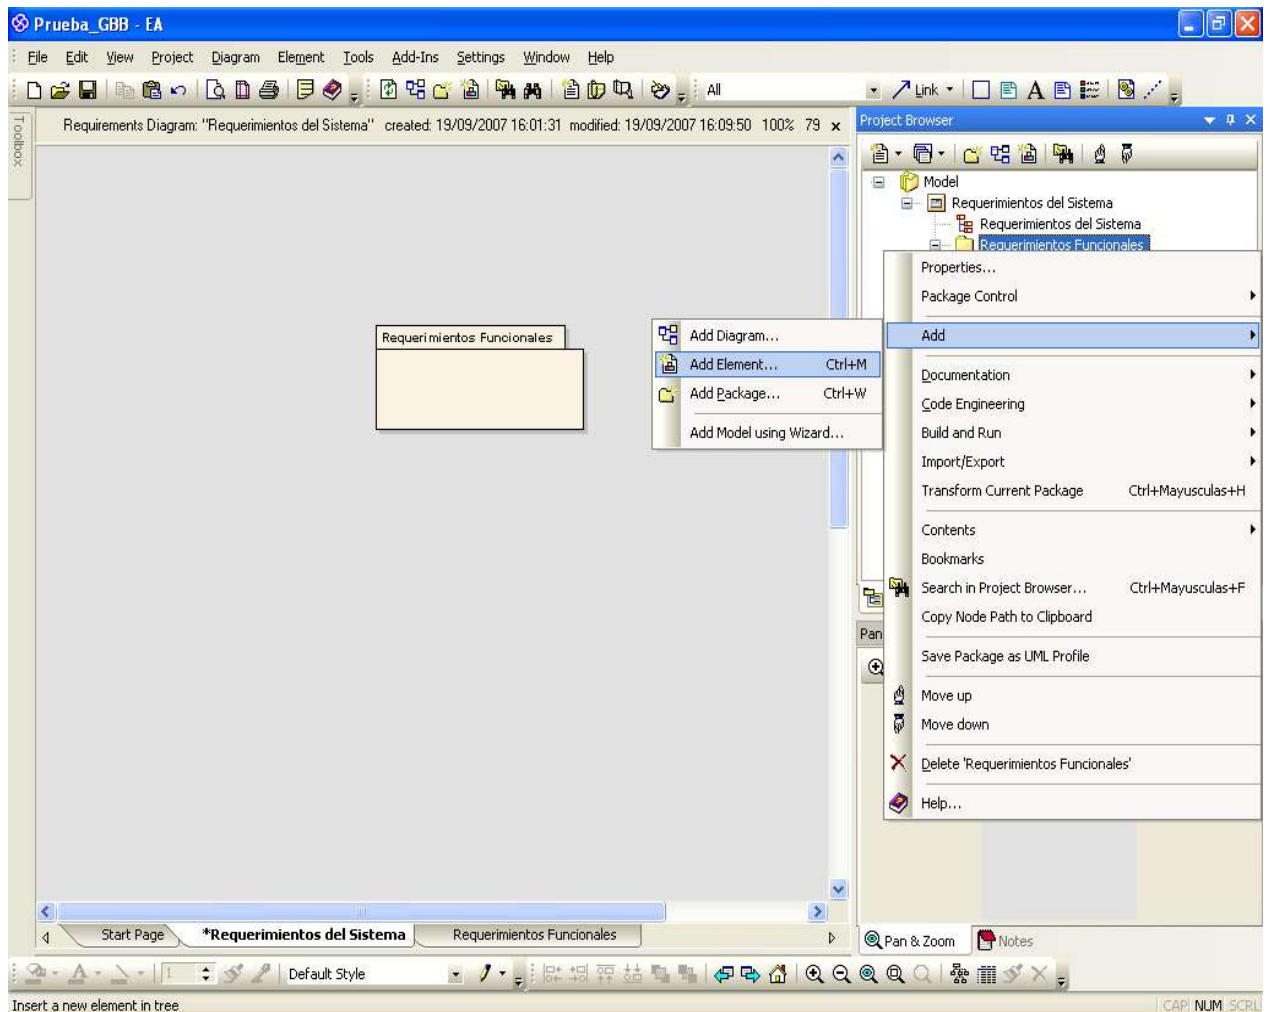 Prueba_GBB - EA
File Edit View Project Diagram Element Tools Add-Ins Settings Window Help
All
Link
Toolbox
Requirements Diagram: "Requerimientos del Sistema" created: 19/09/2007 16:01:31 modified: 19/09/2007 16:09:50 100% 79
Project Browser
Model
Requerimientos del Sistema
Requerimientos del Sistema
Requerimientos Funcionales
Properties...
Package Control
Add
Documentation
Code Engineering
Build and Run
Import/Export
Transform Current Package Ctrl+Mayusculas+H
Contents
Bookmarks
Search in Project Browser... Ctrl+Mayusculas+F
Copy Node Path to Clipboard
Save Package as UML Profile
Move up
Move down
Delete 'Requerimientos Funcionales'
Help...
Add Diagram...
Add Element... Ctrl+M
Add Package... Ctrl+W
Add Model using Wizard...
Requerimientos Funcionales
Pan
Start Page *Requerimientos del Sistema Requerimientos Funcionales
Pan & Zoom Notes
A 1 Default Style
Insert a new element in tree
CAP NUM SCRL